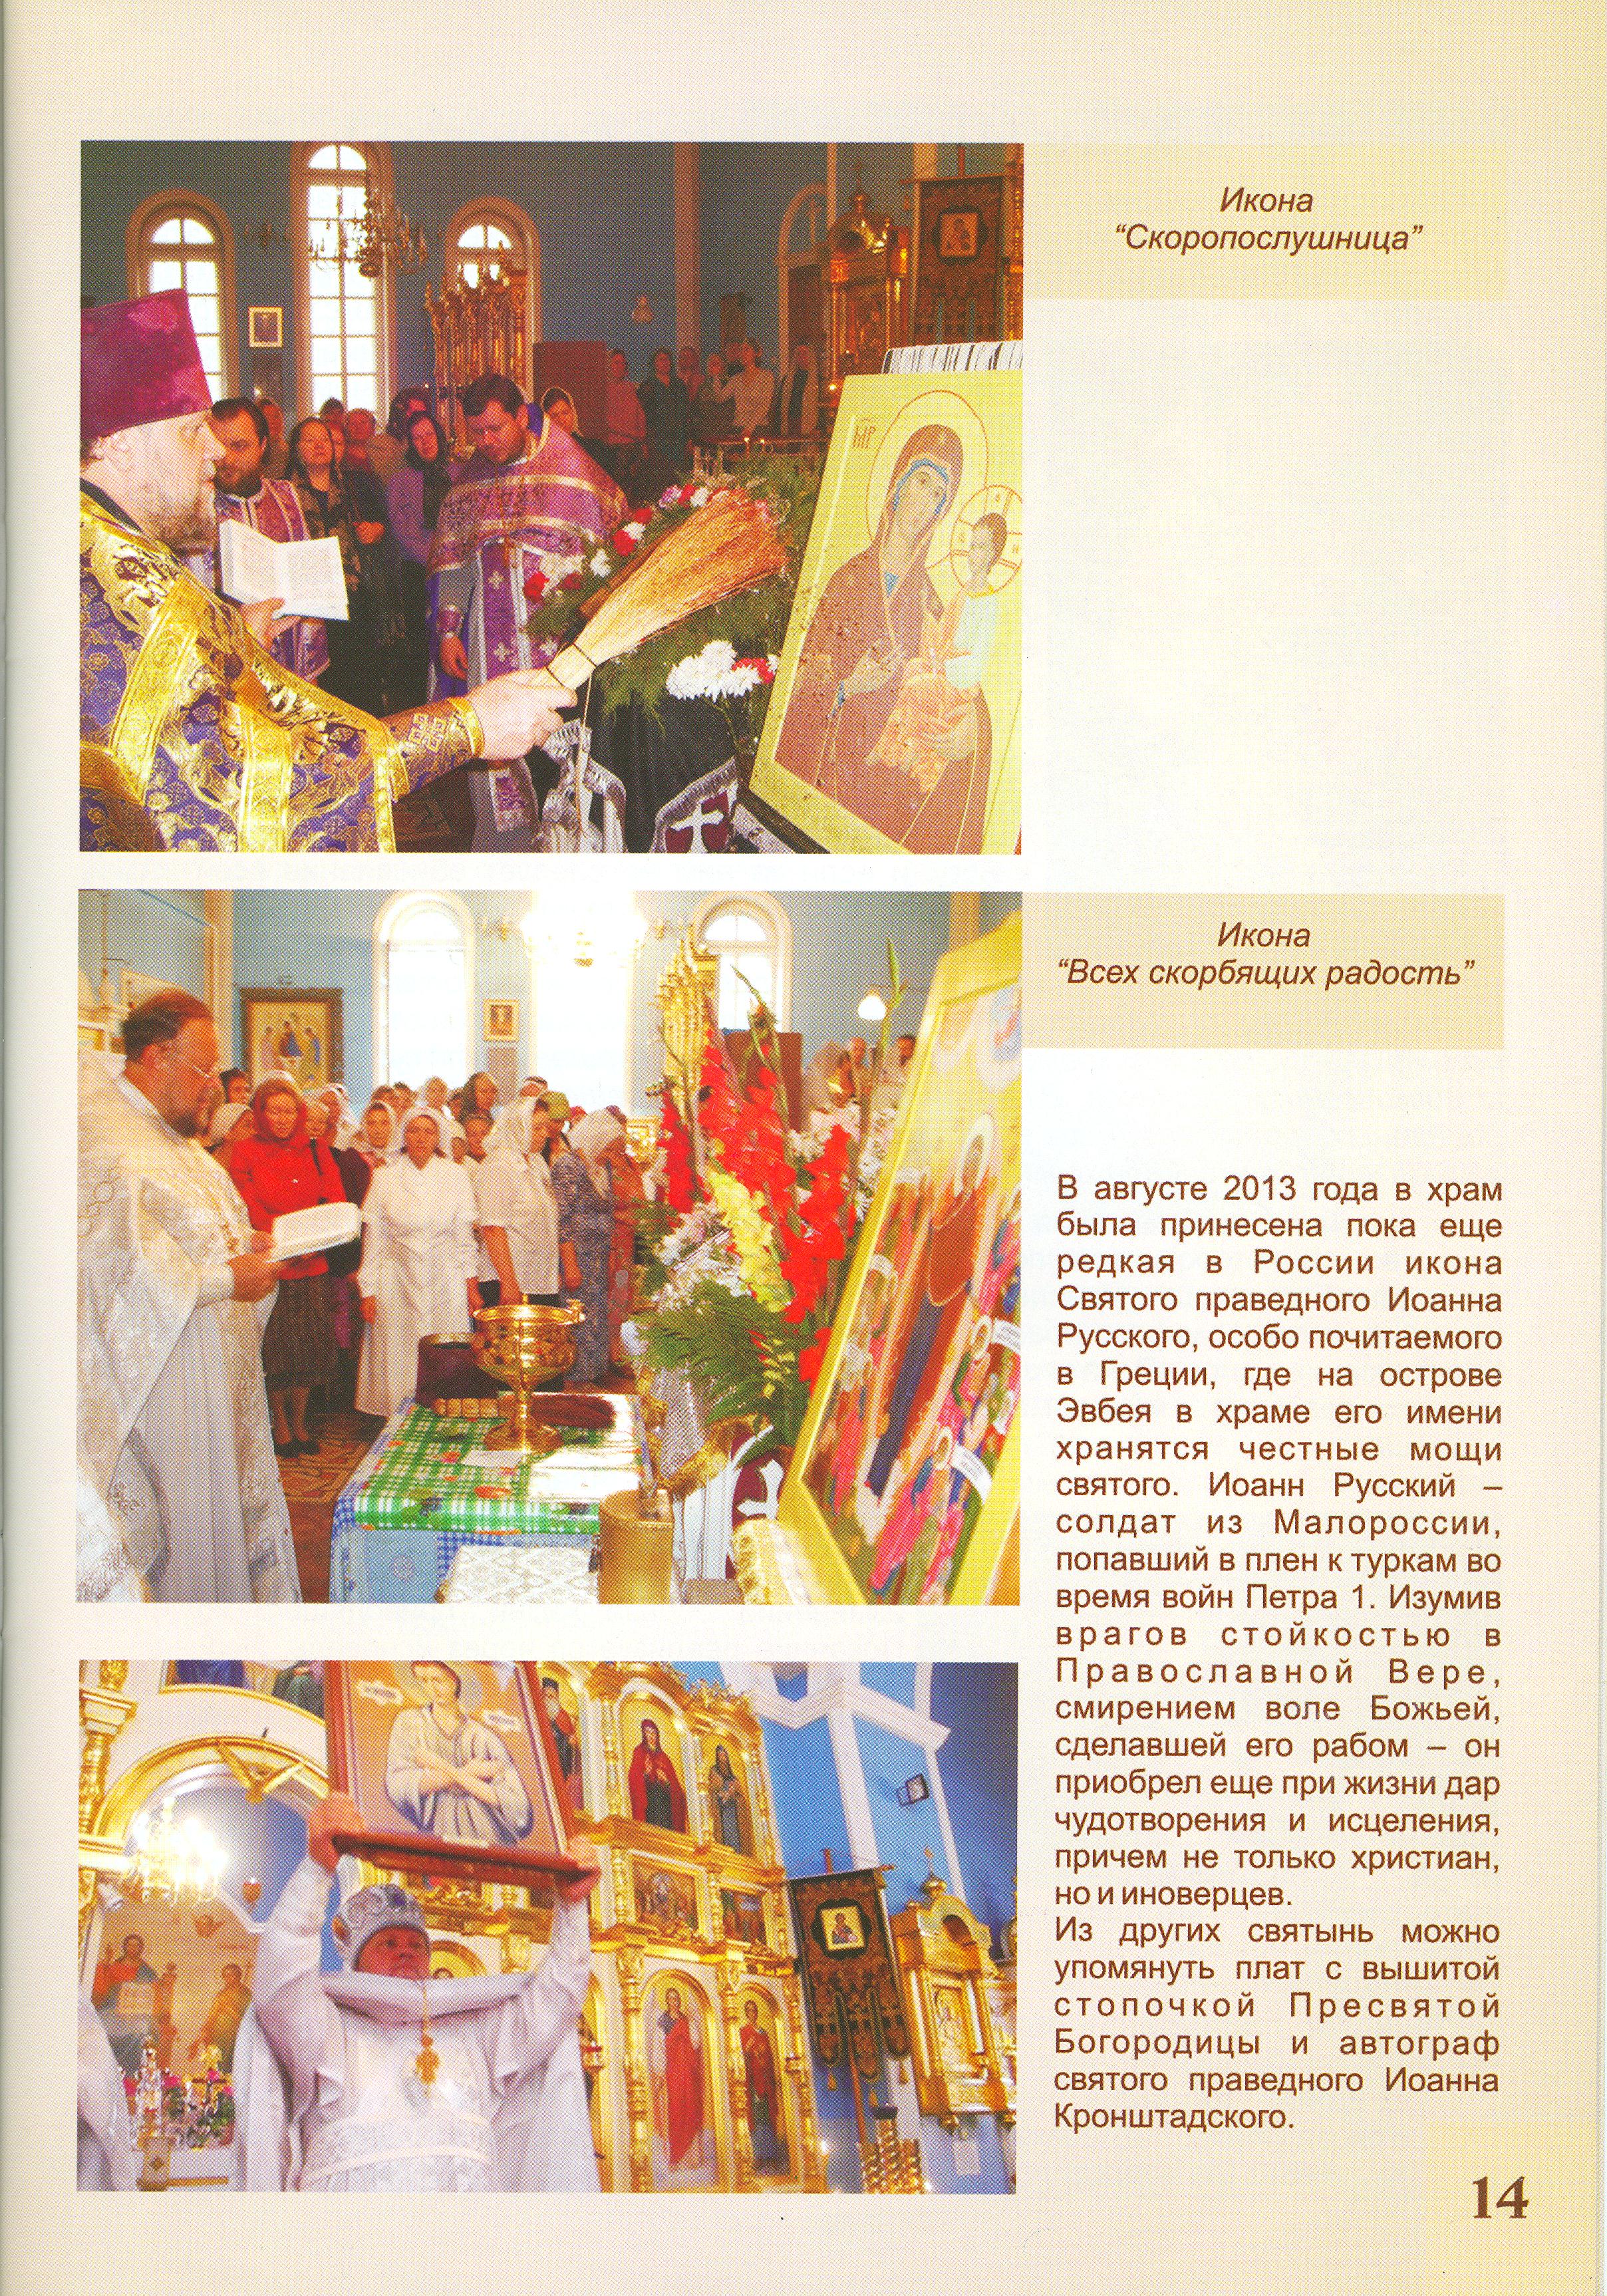 Икона
“Скоропослушница”
Икона
“Всех скорбящих радость”
В августе 2013 года в храм
была принесена пока еще
редкая в России икона
Святого праведного Иоанна
Русского, особо почитаемого
в Греции, где на острове
Эвбея в храме его имени
хранятся честные мощи
святого. Иоанн Русский –
солдат из Малороссии,
попавший в плен к туркам во
время войн Петра 1. Изумив
врагов стойкостью в
Православной Вере,
смирением воле Божьей,
сделавшей его рабом – он
приобрел еще при жизни дар
чудотворения и исцеления,
причем не только христиан,
но и иноверцев.
Из других святынь можно
упомянуть плат с вышитой
стопочкой Пресвятой
Богородицы и автограф
святого праведного Иоанна
Кронштадского.
14